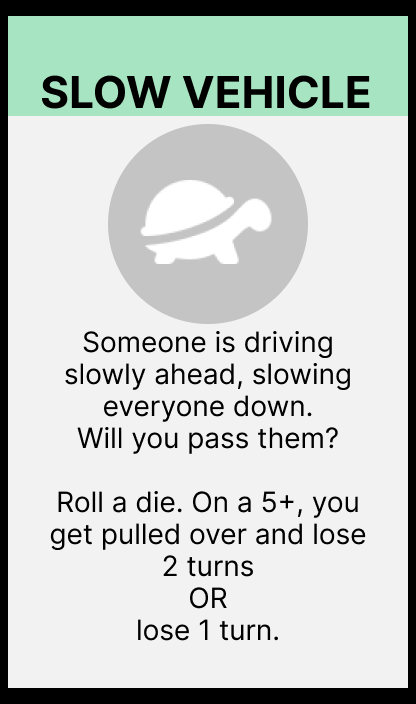 SLOW VEHICLE
Someone is driving
slowly ahead, slowing
everyone down.
Will you pass them?
Roll a die. On a 5+, you
get pulled over and lose
2 turns
OR
lose 1 turn.